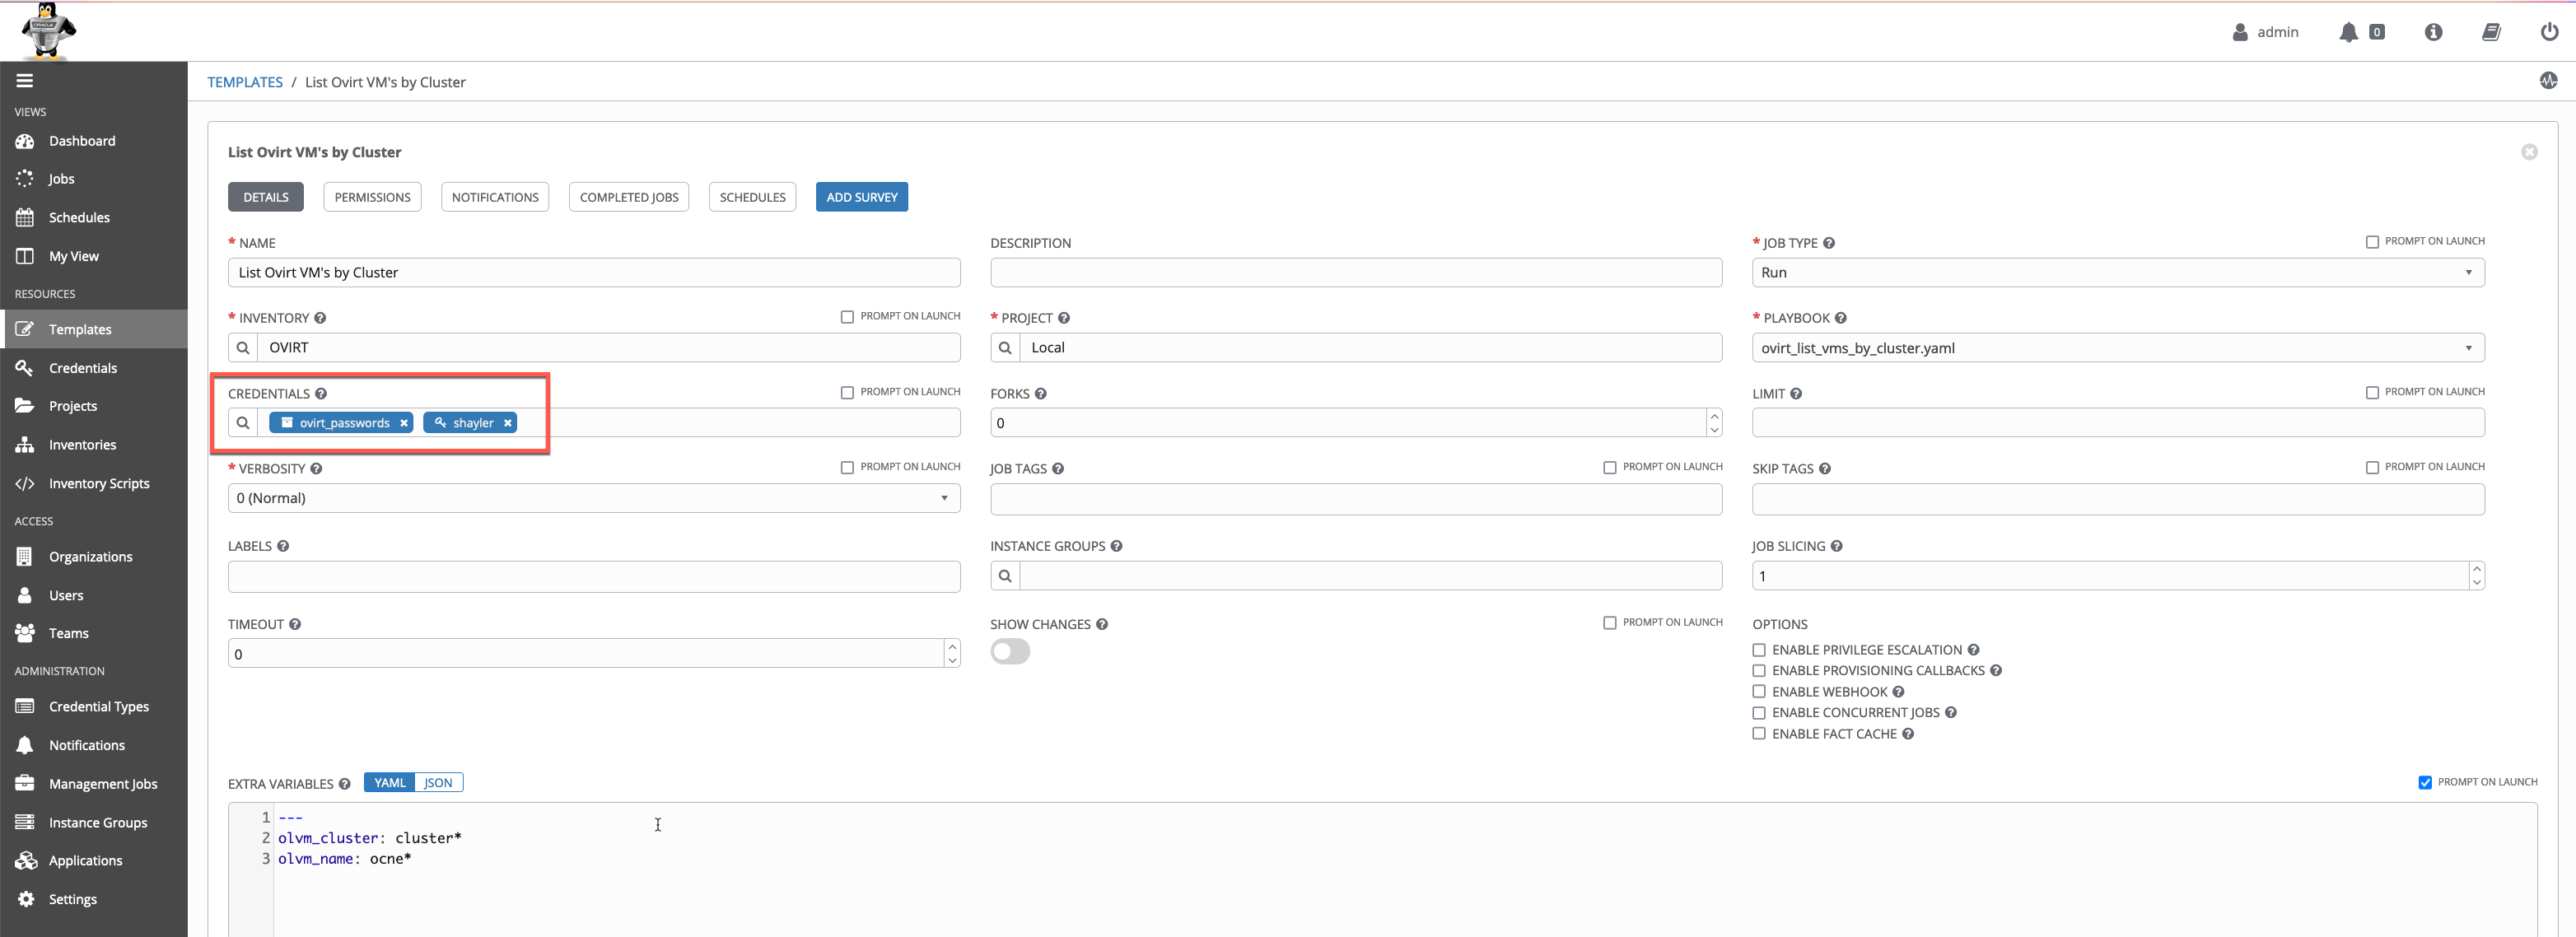 ORACLE
admin
0
TEMPLATES / List Ovirt VM's by Cluster
VIEWS
Dashboard
Jobs
Schedules
My View
RESOURCES
Templates
Credentials
Projects
Inventories
Inventory Scripts
ACCESS
Organizations
Users
Teams
ADMINISTRATION
Credential Types
Notifications
Management Jobs
Instance Groups
Applications
Settings
List Ovirt VM's by Cluster
DETAILS PERMISSIONS NOTIFICATIONS COMPLETED JOBS SCHEDULES ADD SURVEY
* NAME
List Ovirt VM's by Cluster
DESCRIPTION
* JOB TYPE PROMPT ON LAUNCH
Run
* INVENTORY PROMPT ON LAUNCH
OVIRT
* PROJECT
Local
* PLAYBOOK
ovirt_list_vms_by_cluster.yaml
CREDENTIALS PROMPT ON LAUNCH
ovirt_passwords shayler
FORKS
0
LIMIT PROMPT ON LAUNCH
* VERBOSITY PROMPT ON LAUNCH
0 (Normal)
JOB TAGS PROMPT ON LAUNCH
SKIP TAGS PROMPT ON LAUNCH
LABELS
INSTANCE GROUPS
JOB SLICING
1
TIMEOUT
0
SHOW CHANGES PROMPT ON LAUNCH
OPTIONS
ENABLE PRIVILEGE ESCALATION
ENABLE PROVISIONING CALLBACKS
ENABLE WEBHOOK
ENABLE CONCURRENT JOBS
ENABLE FACT CACHE
EXTRA VARIABLES YAML JSON PROMPT ON LAUNCH
1 ---
2 olvm_cluster: cluster*
3 olvm_name: ocne*